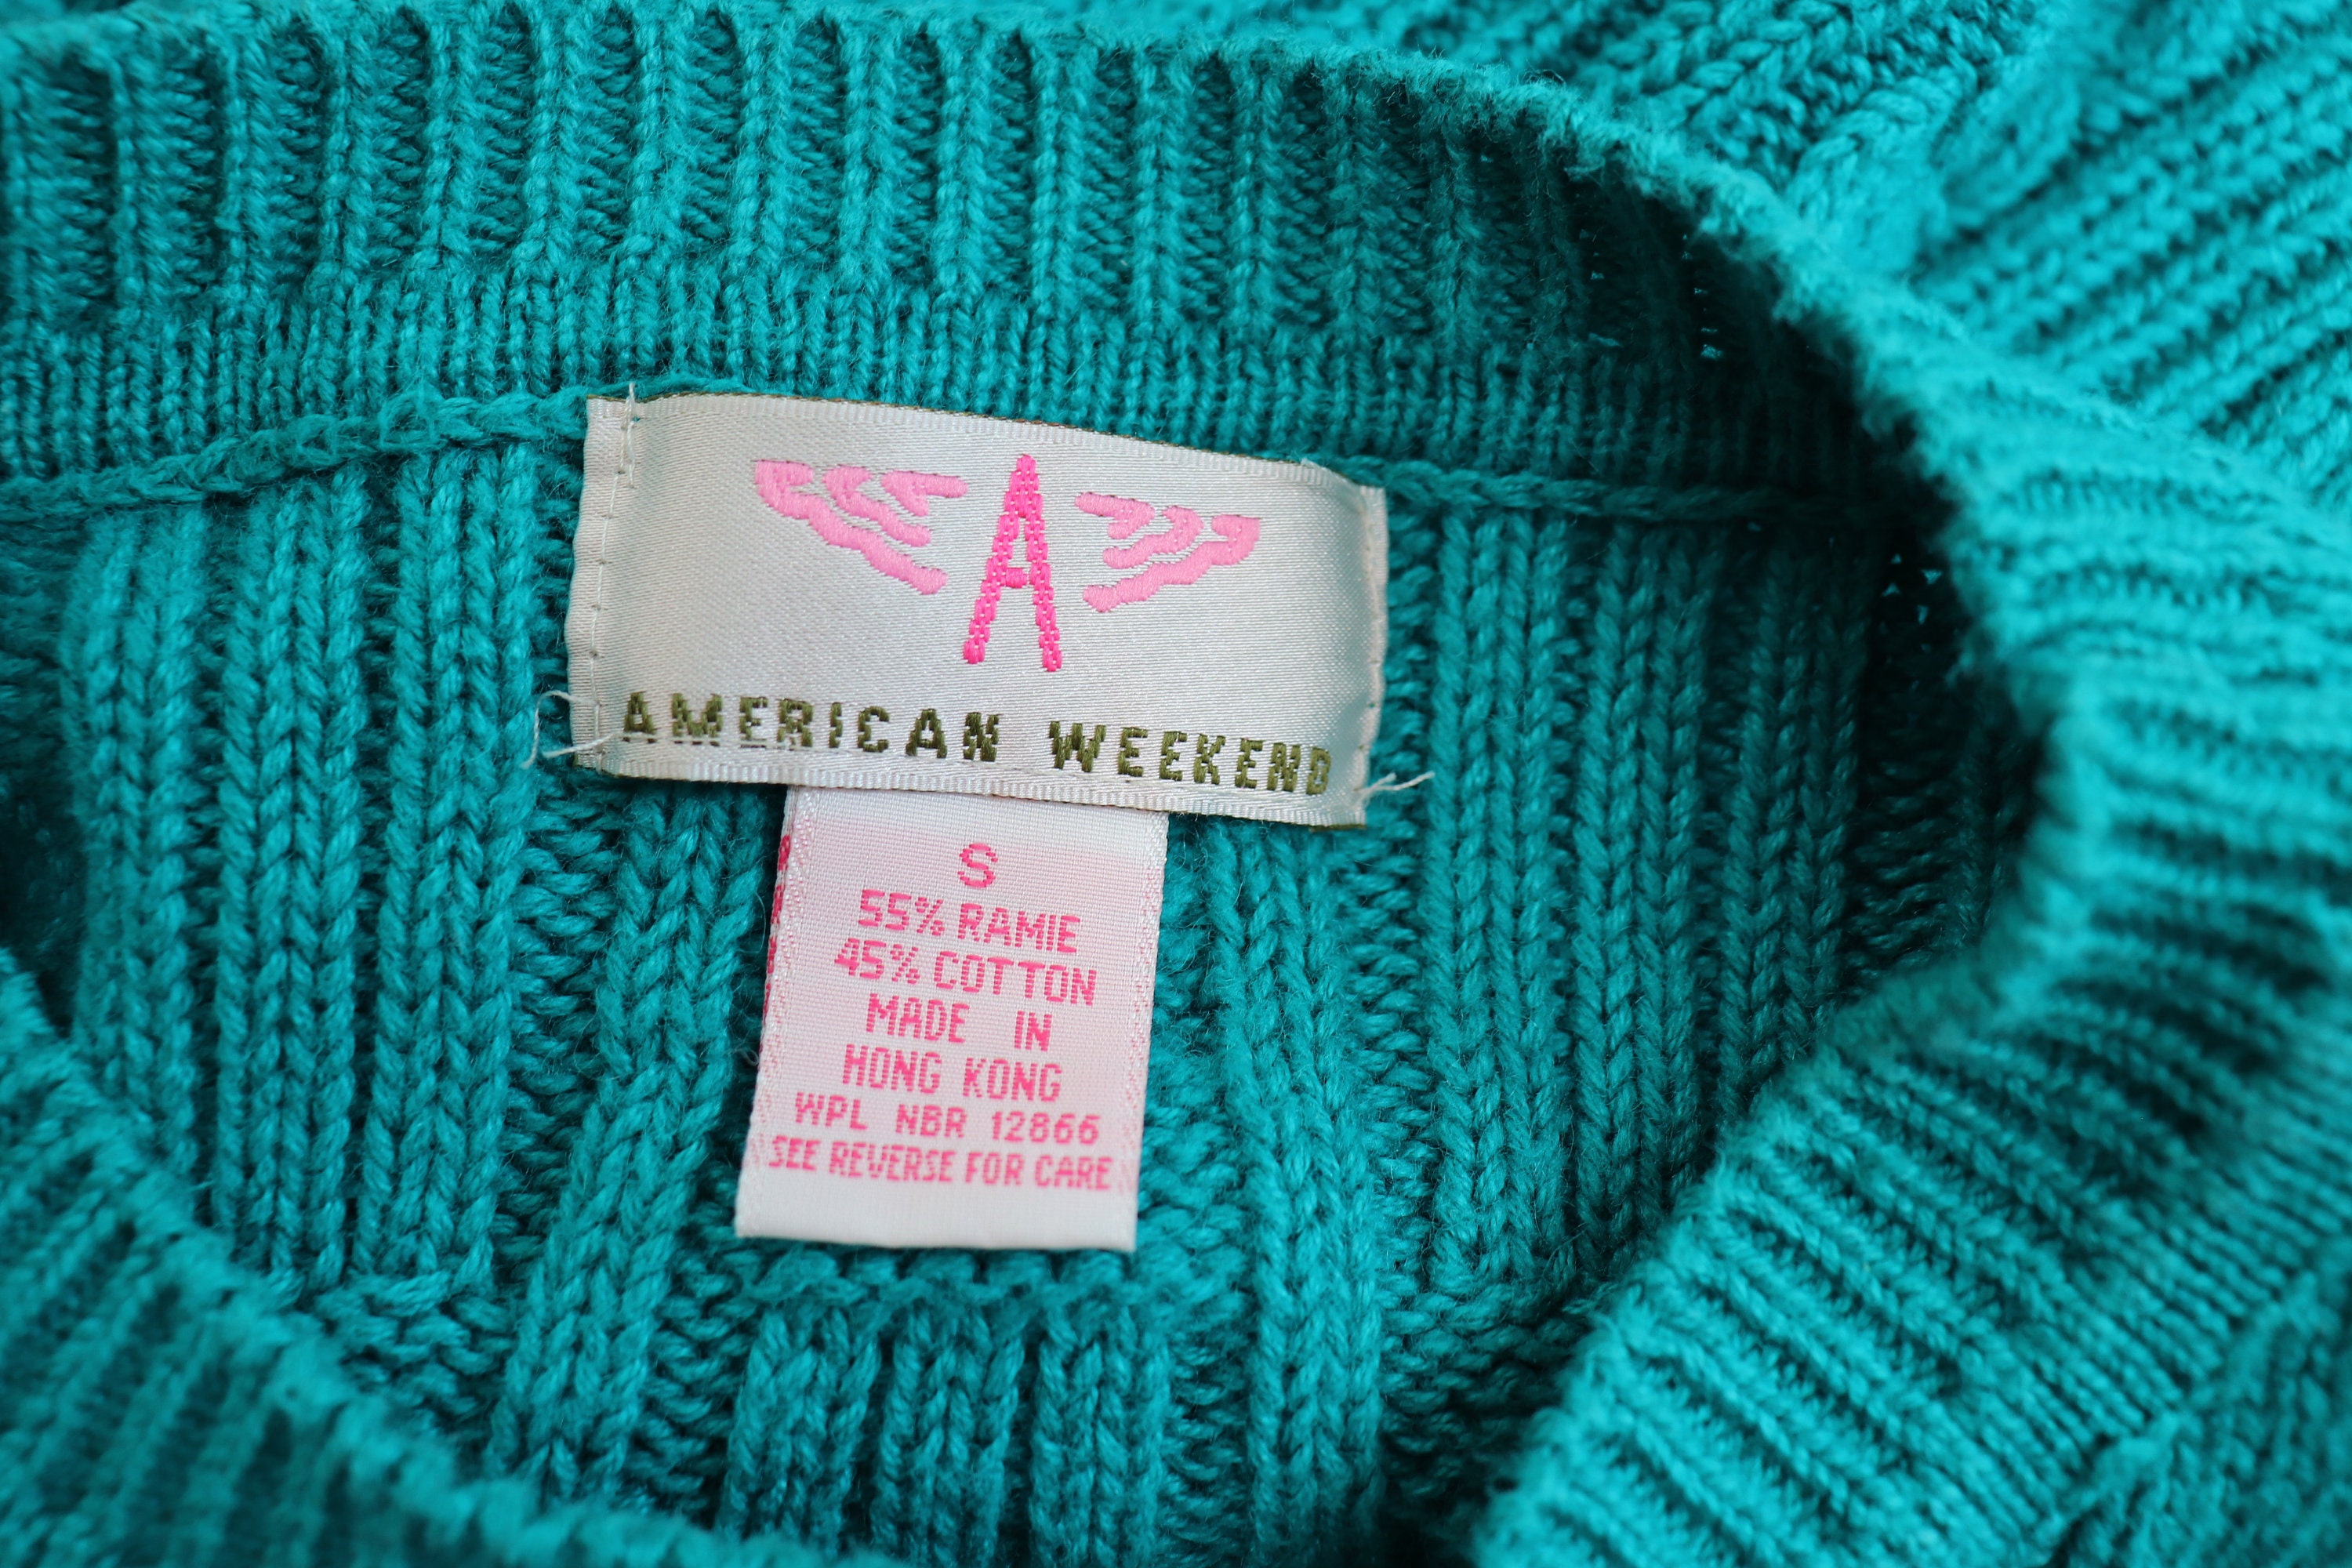 A
AMERICAN WEEKEND
S
55% RAMIE
45% COTTON
MADE IN
HONG KONG
WPL NBR 12866
SEE REVERSE FOR CARE